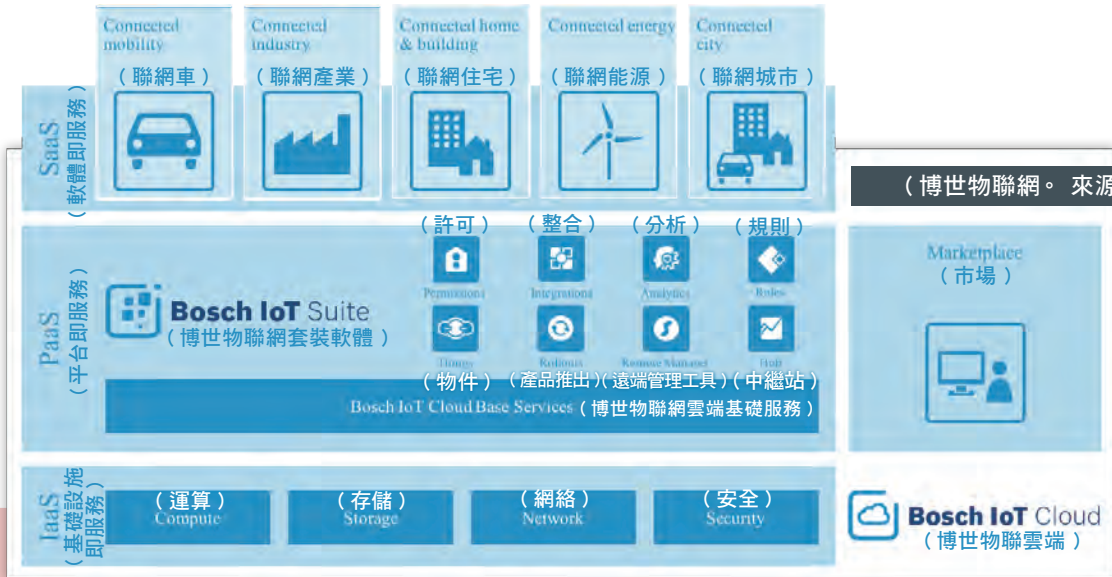 Connected mobility
（聯網車）
Connected industry
（聯網產業）
Connected home & building
（聯網住宅）
Connected energy
（聯網能源）
Connected city
（聯網城市）
SaaS
（軟體即服務）
（博世物聯網。 來源
PaaS
（平台即服務）
Bosch IoT Suite
（博世物聯網套裝軟體）
（許可）
（整合）
（分析）
（規則）
Permissions
Integrations
Analytics
Rules
Things
Rollouts
Remote Manager
Hub
（物件）
（產品推出）
（遠端管理工具）
（中繼站）
Bosch IoT Cloud Base Services（博世物聯網雲端基礎服務）
Marketplace
（市場）
IaaS
（基礎設施
即服務）
（運算）
Compute
（存儲）
Storage
（網絡）
Network
（安全）
Security
Bosch IoT Cloud
（博世物聯雲端）